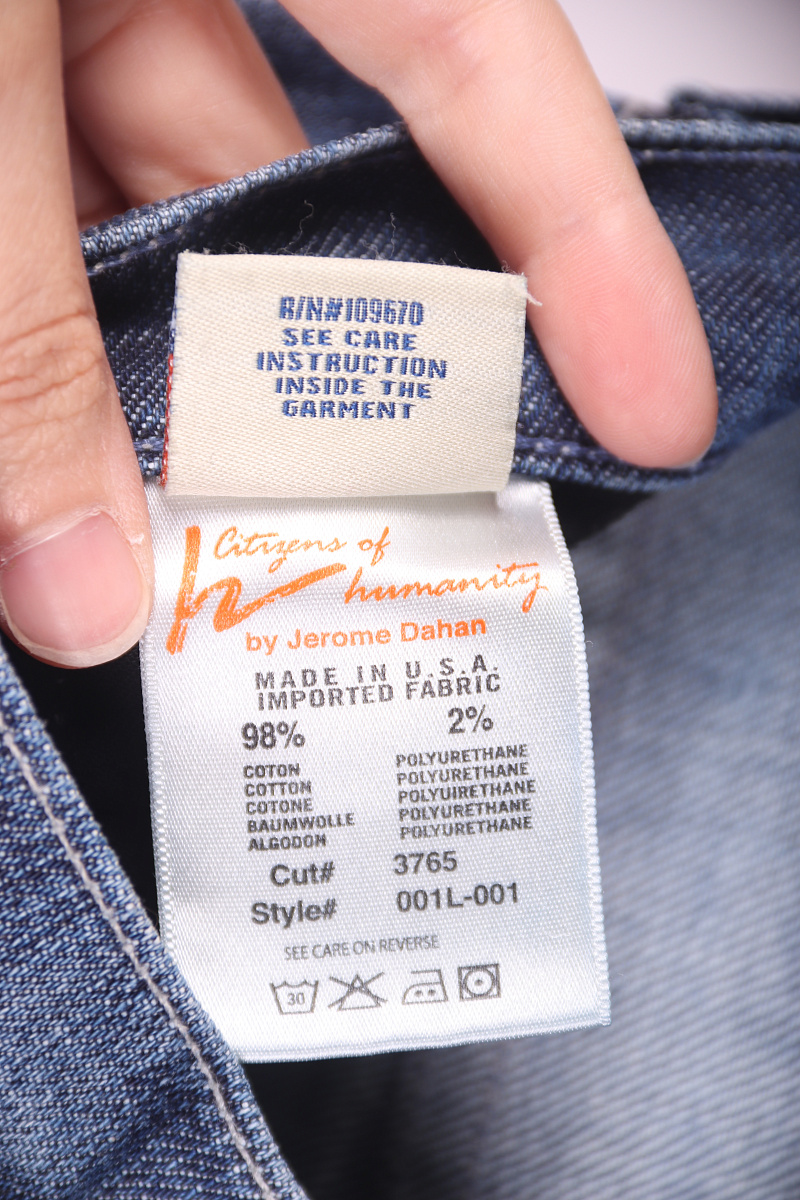 R/N#109670
SEE CARE
INSTRUCTION
INSIDE THE
GARMENT
Citizens of
humanity
by Jerome Dahan
MADE IN U.S.A.
IMPORTED FABRIC
98% 2%
COTON POLYURETHANE
COTTON POLYURETHANE
COTONE POLYUIRETHANE
BAUMWOLLE POLYURETHANE
ALGODON POLYURETHANE
Cut# 3765
Style# 001L-001
SEE CARE ON REVERSE
30